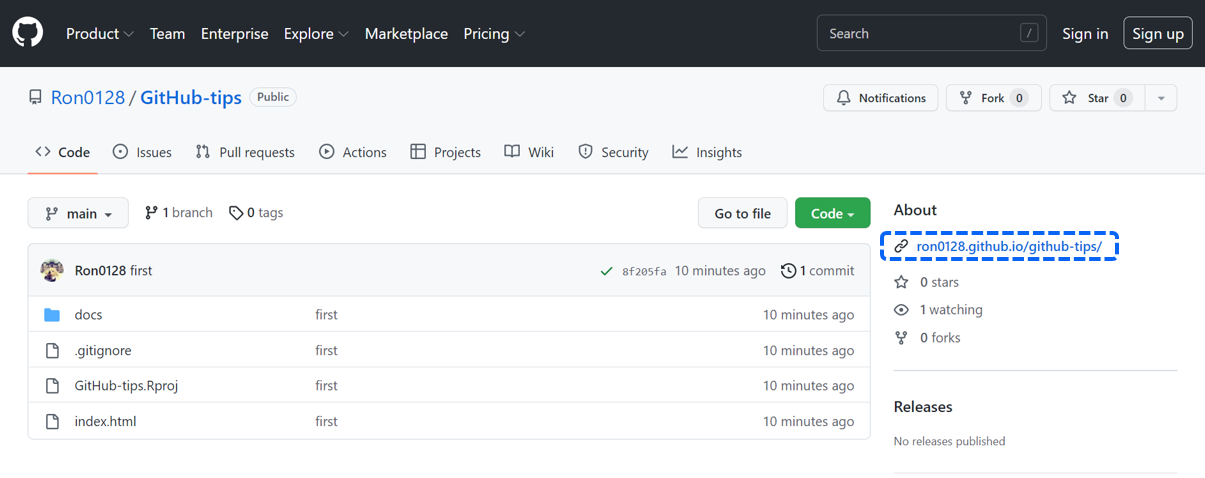 Product Team Enterprise Explore Marketplace Pricing Search / Sign in Sign up
Ron0128 / GitHub-tips Public Notifications Fork 0 Star 0
Code Issues Pull requests Actions Projects Wiki Security Insights
main 1 branch 0 tags Go to file Code
Ron0128 first 8f205fa 10 minutes ago 1 commit
docs first 10 minutes ago
.gitignore first 10 minutes ago
GitHub-tips.Rproj first 10 minutes ago
index.html first 10 minutes ago
About
ron0128.github.io/github-tips/
0 stars
1 watching
0 forks
Releases
No releases published